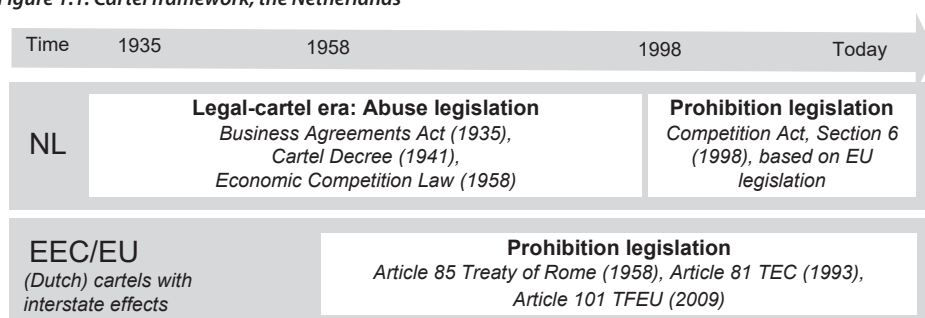 Figure 1.1. Cartel framework, the Netherlands
Time 1935 1958 1998 Today
NL
Legal-cartel era: Abuse legislation
Business Agreements Act (1935),
Cartel Decree (1941),
Economic Competition Law (1958)
Prohibition legislation
Competition Act, Section 6
(1998), based on EU
legislation
EEC/EU
(Dutch) cartels with
interstate effects
Prohibition legislation
Article 85 Treaty of Rome (1958), Article 81 TEC (1993),
Article 101 TFEU (2009)